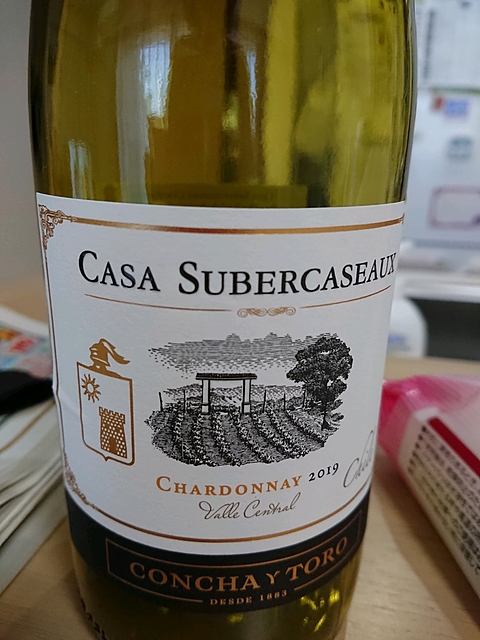 CASA SUBERCASEAUX
CHARDONNAY 2019
Valle Central
CONCHA Y TORO
DESDE 1883